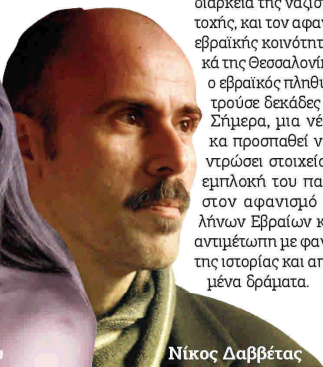 διάρκεια της ναζισ
τοχής, και τον αφαν
εβραϊκής κοινότητ
κά της Θεσσαλονίκ
ο εβραϊκός πληθυ
τρούσε δεκάδες
Σήμερα, μια νέ
κα προσπαθεί ν
ντρώσει στοιχεία
εμπλοκή του πα
στον αφανισμό
λήνων Εβραίων κ
αντιμέτωπη με φαν
της ιστορίας και απ
μένα δράματα.
Νίκος Δαββέτας